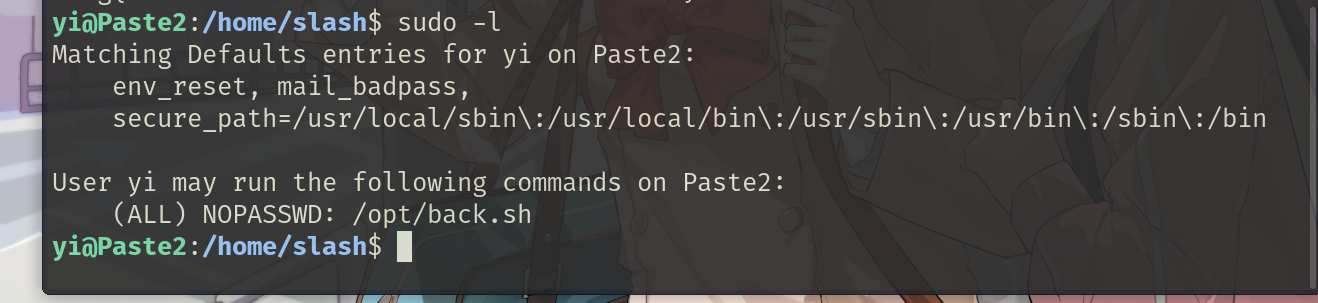 yi@Paste2:/home/slash$ sudo -l
Matching Defaults entries for yi on Paste2:
    env_reset, mail_badpass,
    secure_path=/usr/local/sbin\:/usr/local/bin\:/usr/sbin\:/usr/bin\:/sbin\:/bin

User yi may run the following commands on Paste2:
    (ALL) NOPASSWD: /opt/back.sh
yi@Paste2:/home/slash$